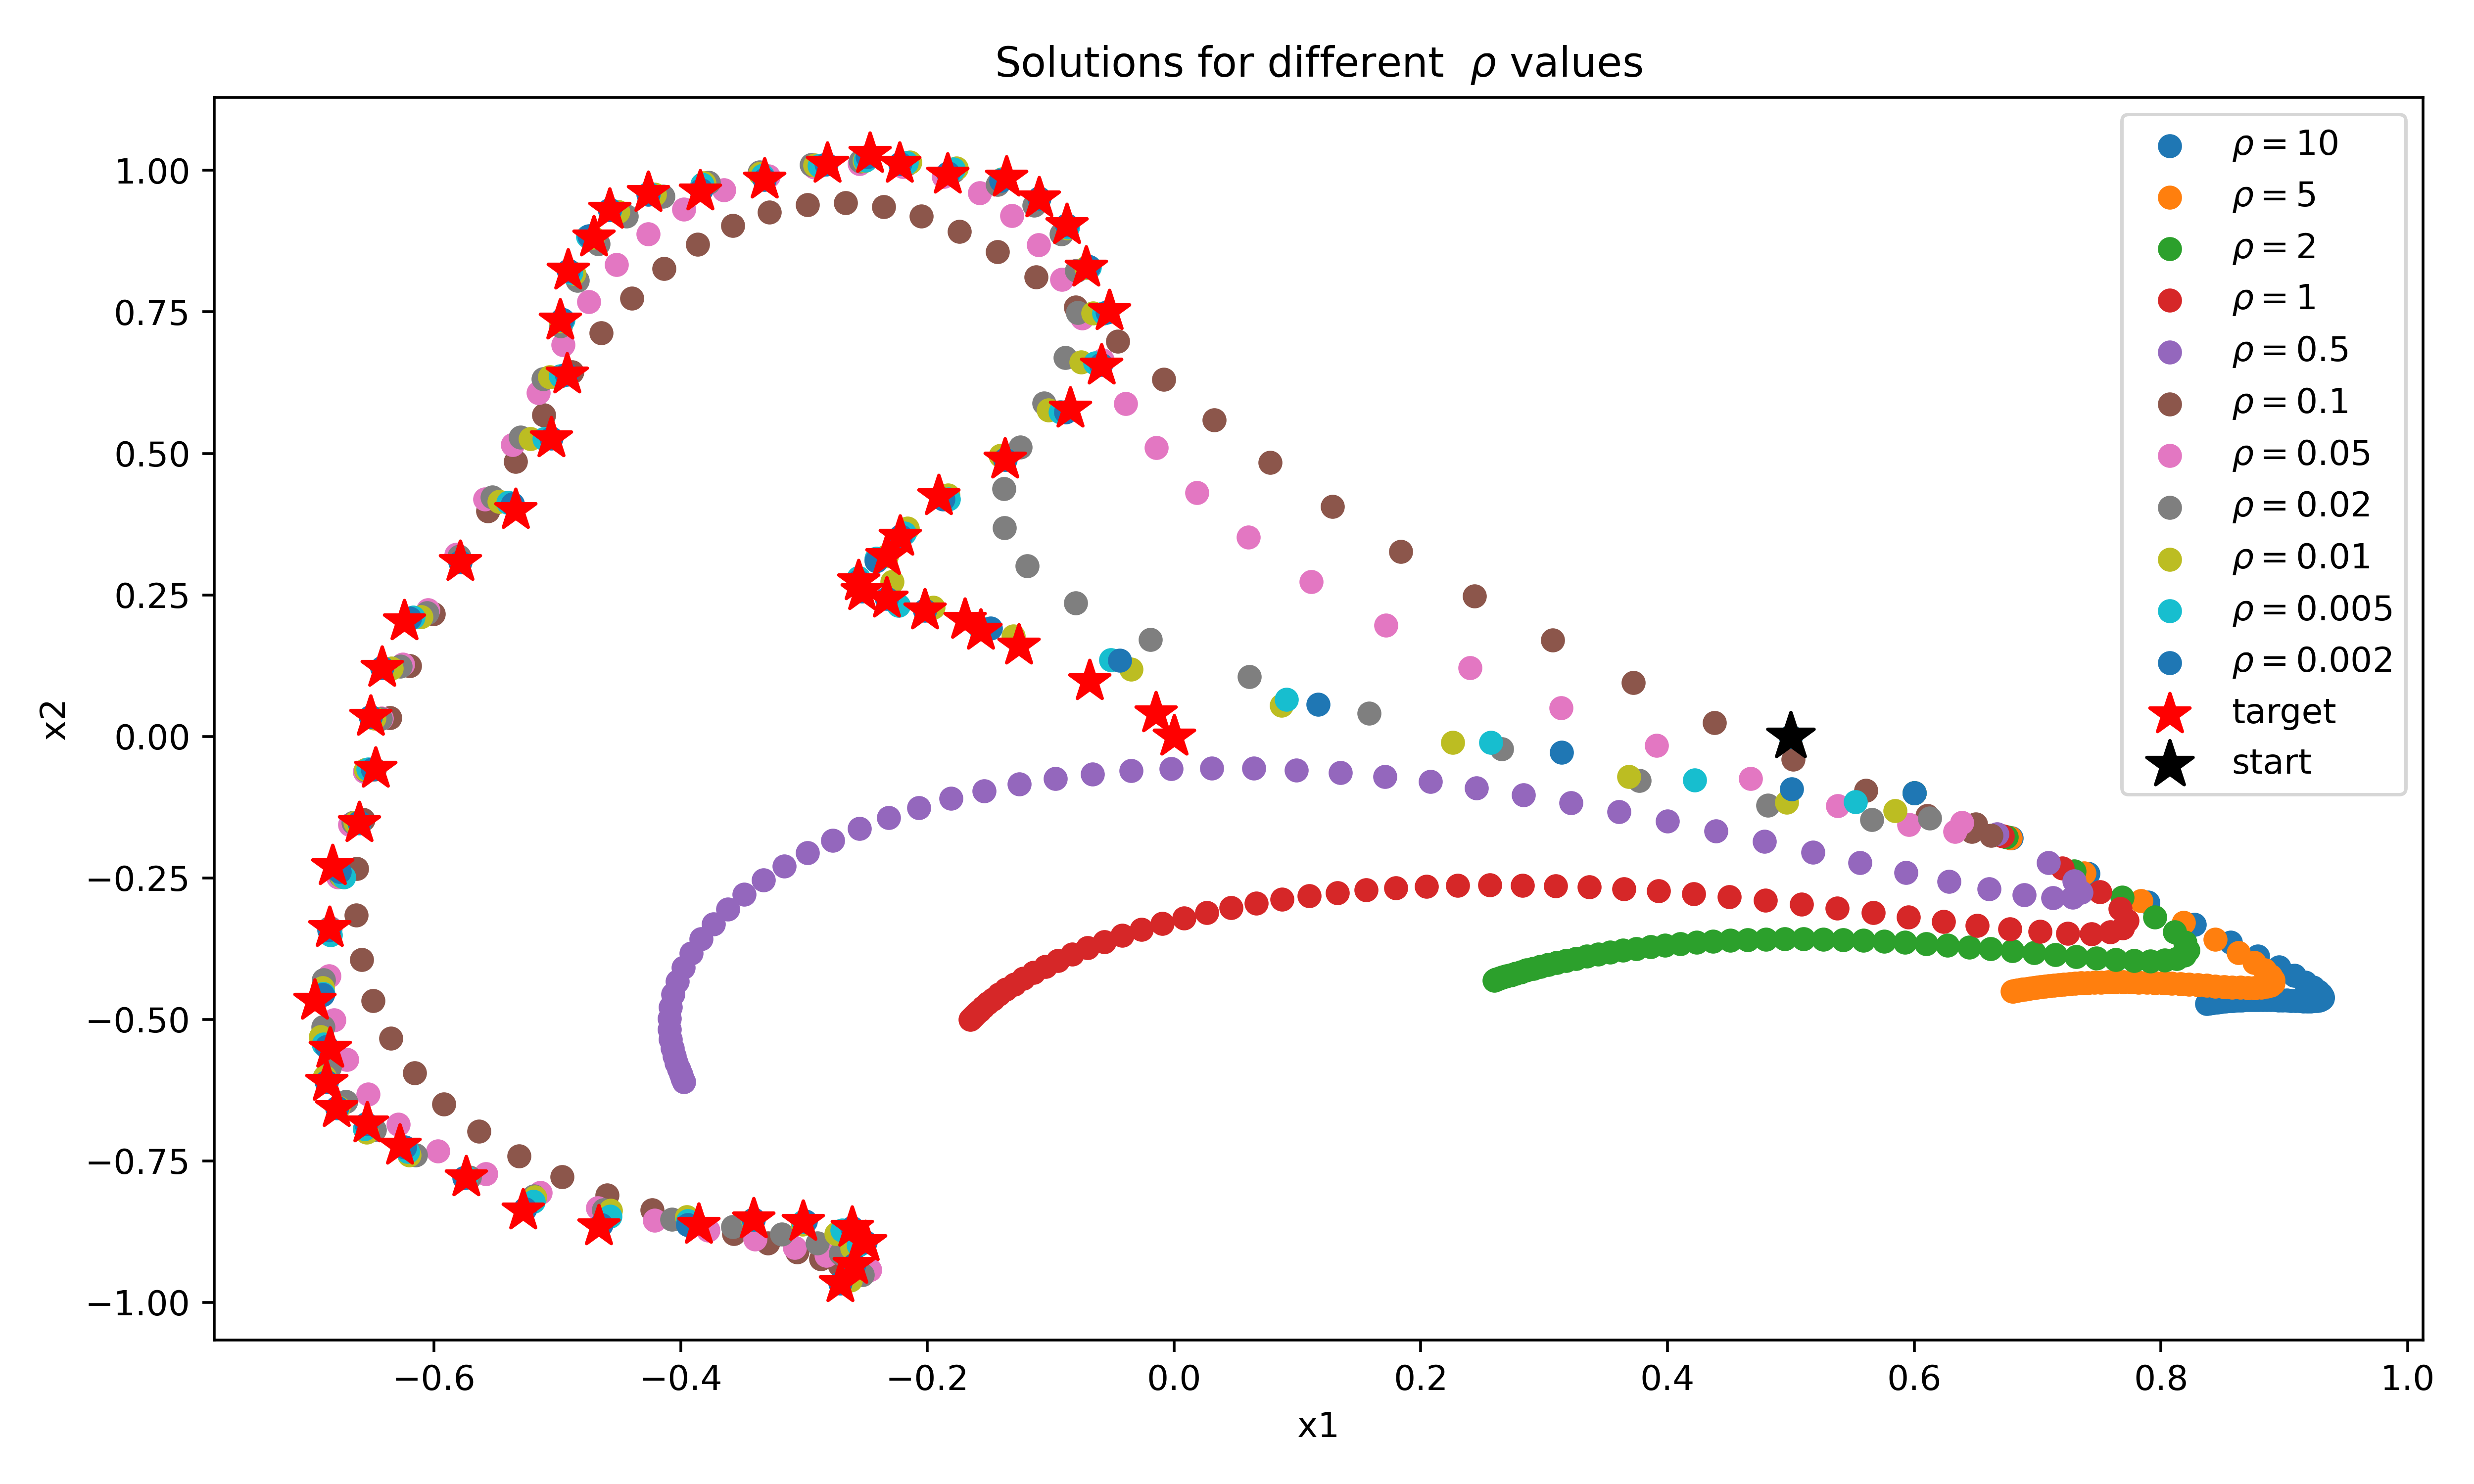 Solutions for different ρ values
ρ = 10
ρ = 5
ρ = 2
ρ = 1
ρ = 0.5
ρ = 0.1
ρ = 0.05
ρ = 0.02
ρ = 0.01
ρ = 0.005
ρ = 0.002
target
start
x2
1.00
0.75
0.50
0.25
0.00
−0.25
−0.50
−0.75
−1.00
−0.6 −0.4 −0.2 0.0 0.2 0.4 0.6 0.8 1.0
x1